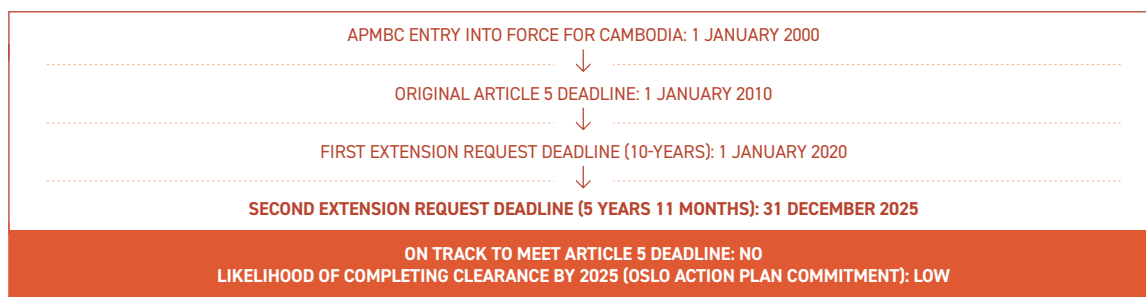 APMBC ENTRY INTO FORCE FOR CAMBODIA: 1 JANUARY 2000
ORIGINAL ARTICLE 5 DEADLINE: 1 JANUARY 2010
FIRST EXTENSION REQUEST DEADLINE (10-YEARS): 1 JANUARY 2020
SECOND EXTENSION REQUEST DEADLINE (5 YEARS 11 MONTHS): 31 DECEMBER 2025
ON TRACK TO MEET ARTICLE 5 DEADLINE: NO
LIKELIHOOD OF COMPLETING CLEARANCE BY 2025 (OSLO ACTION PLAN COMMITMENT): LOW